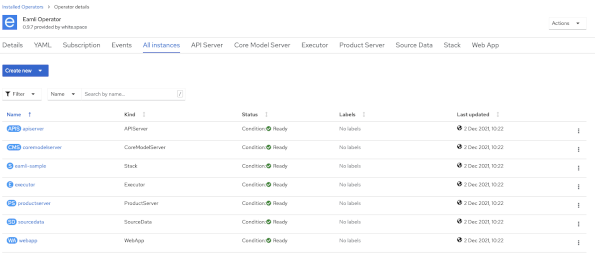 Installed Operators > Operator details
e
Eamli Operator
0.9.7 provided by white.space
Actions
Details YAML Subscription Events All instances API Server Core Model Server Executor Product Server Source Data Stack Web App
Create new
Filter Name Search by name... /
Name Kind Status Labels Last updated
APIS apiserver APIServer Condition: Ready No labels 2 Dec 2021, 10:22
CMS coremodelserver CoreModelServer Condition: Ready No labels 2 Dec 2021, 10:22
S eamli-sample Stack Condition: Ready No labels 2 Dec 2021, 10:22
E executor Executor Condition: Ready No labels 2 Dec 2021, 10:22
PS productserver ProductServer Condition: Ready No labels 2 Dec 2021, 10:22
SD sourcedata SourceData Condition: Ready No labels 2 Dec 2021, 10:22
WA webapp WebApp Condition: Ready No labels 2 Dec 2021, 10:22